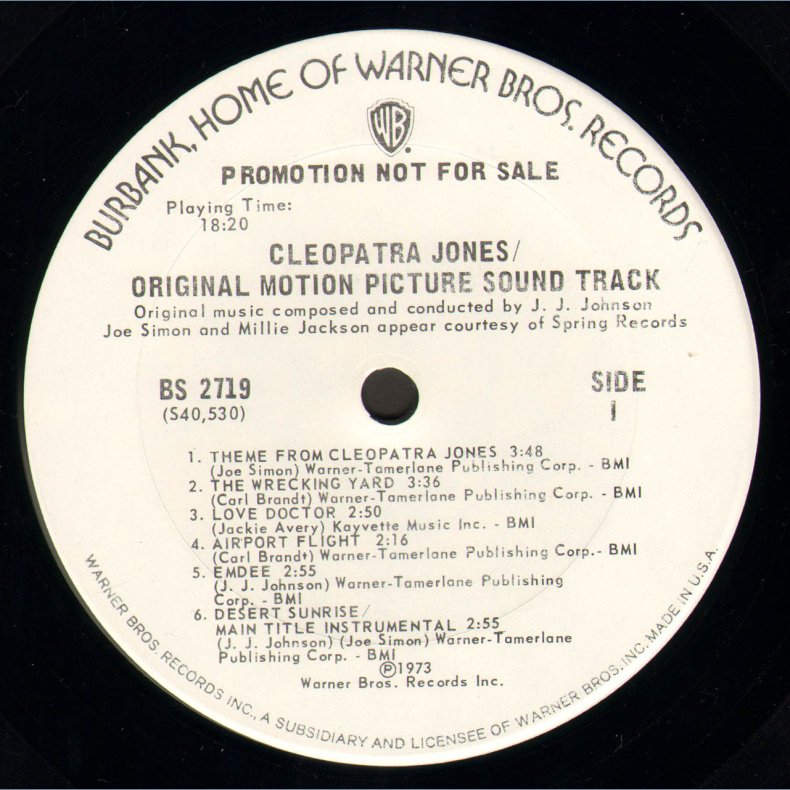 BURBANK, HOME OF WARNER BROS. RECORDS
WB
PROMOTION NOT FOR SALE
Playing Time:
18:20
CLEOPATRA JONES/
ORIGINAL MOTION PICTURE SOUND TRACK
Original music composed and conducted by J. J. Johnson
Joe Simon and Millie Jackson appear courtesy of Spring Records
BS 2719
(S40,530)
SIDE
1
1. THEME FROM CLEOPATRA JONES 3:48
(Joe Simon) Warner-Tamerlane Publishing Corp. - BMI
2. THE WRECKING YARD 3:36
(Carl Brandt) Warner-Tamerlane Publishing Corp. - BMI
3. LOVE DOCTOR 2:50
(Jackie Avery) Kayvette Music Inc. - BMI
4. AIRPORT FLIGHT 2:16
(Carl Brandt) Warner-Tamerlane Publishing Corp.- BMI
5. EMDEE 2:55
(J. J. Johnson) Warner-Tamerlane Publishing
Corp. - BMI
6. DESERT SUNRISE/
MAIN TITLE INSTRUMENTAL 2:55
(J. J. Johnson) (Joe Simon) Warner-Tamerlane
Publishing Corp. - BMI
℗1973
Warner Bros. Records Inc.
WARNER BROS. RECORDS INC., A SUBSIDIARY AND LICENSEE OF WARNER BROS. INC. MADE IN U.S.A.